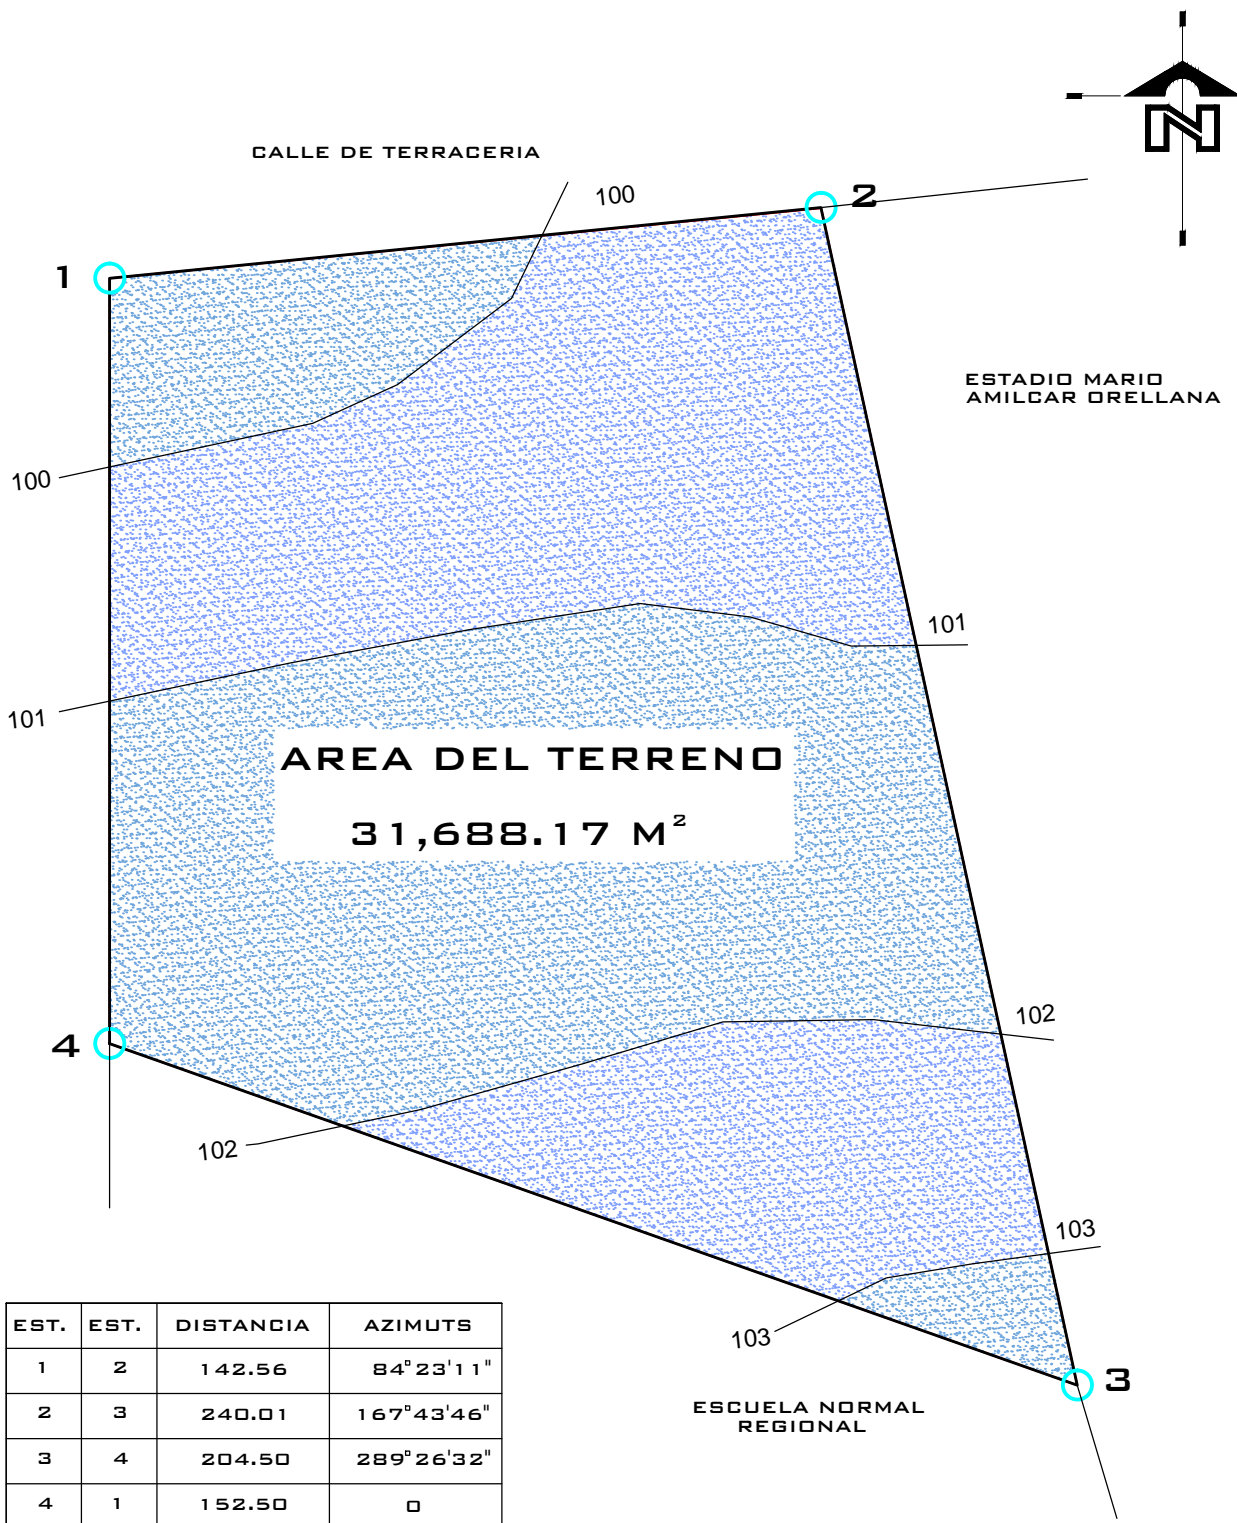 N
CALLE DE TERRACERIA
100
2
1
ESTADIO MARIO
AMILCAR ORELLANA
100
101
101
AREA DEL TERRENO
31,688.17 M²
102
4
102
103
103
3
ESCUELA NORMAL
REGIONAL
EST. EST. DISTANCIA AZIMUTS
1 2 142.56 84°23'11"
2 3 240.01 167°43'46"
3 4 204.50 289°26'32"
4 1 152.50 0